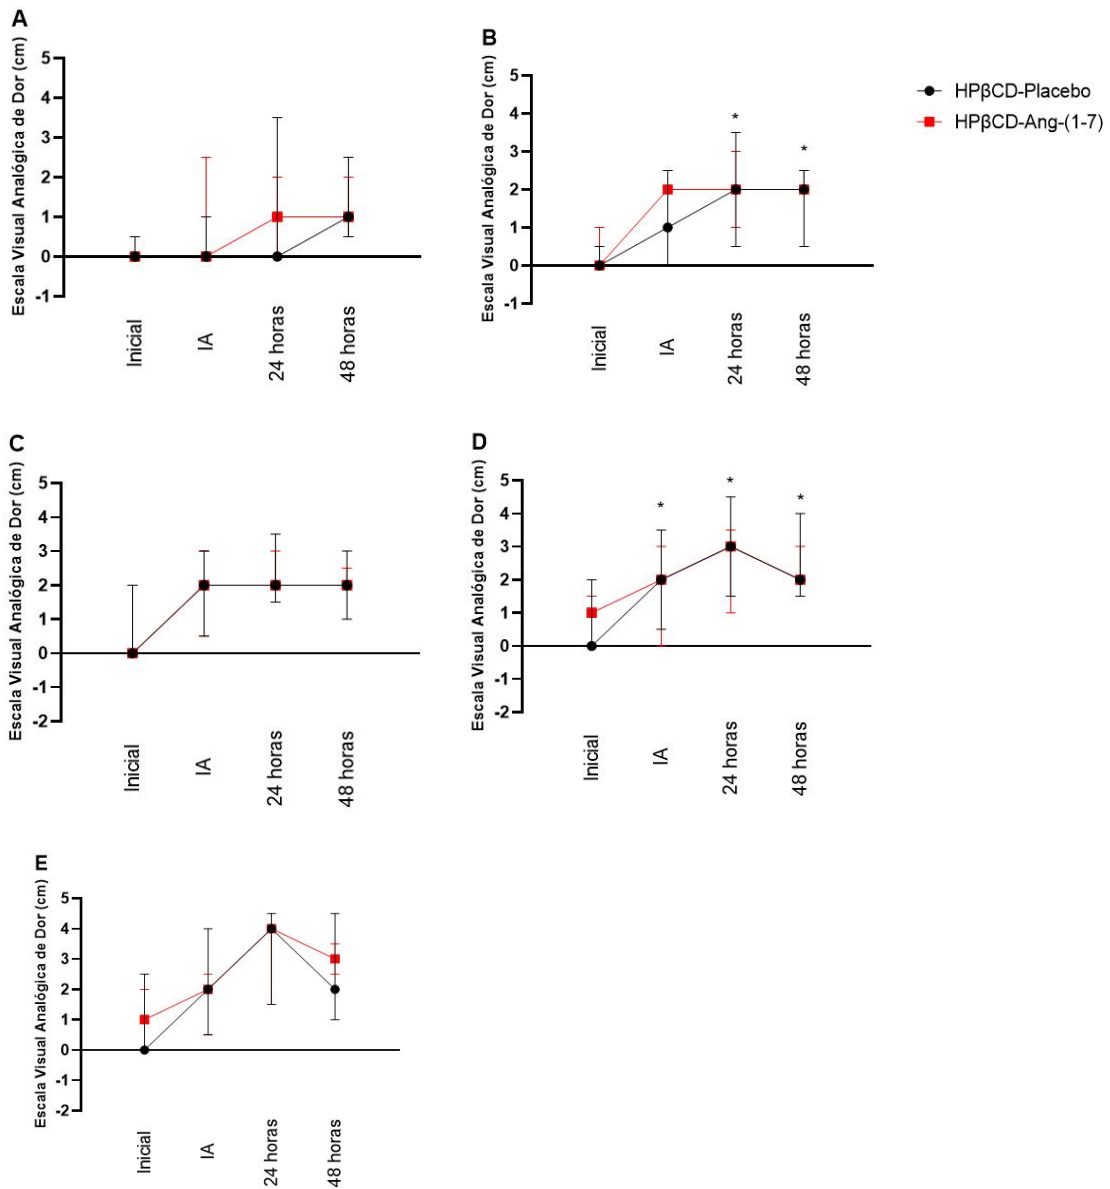 A
Escala Visual Analógica de Dor (cm)
5
4
3
2
1
0
-1
Inicial
IA
24 horas
48 horas
B
Escala Visual Analógica de Dor (cm)
5
4
3
2
1
0
-1
*
*
Inicial
IA
24 horas
48 horas
HPβCD-Placebo
HPβCD-Ang-(1-7)
C
Escala Visual Analógica de Dor (cm)
5
4
3
2
1
0
-1
-2
Inicial
IA
24 horas
48 horas
D
Escala Visual Analógica de Dor (cm)
5
4
3
2
1
0
-1
-2
*
*
*
Inicial
IA
24 horas
48 horas
E
Escala Visual Analógica de Dor (cm)
5
4
3
2
1
0
-1
-2
Inicial
IA
24 horas
48 horas